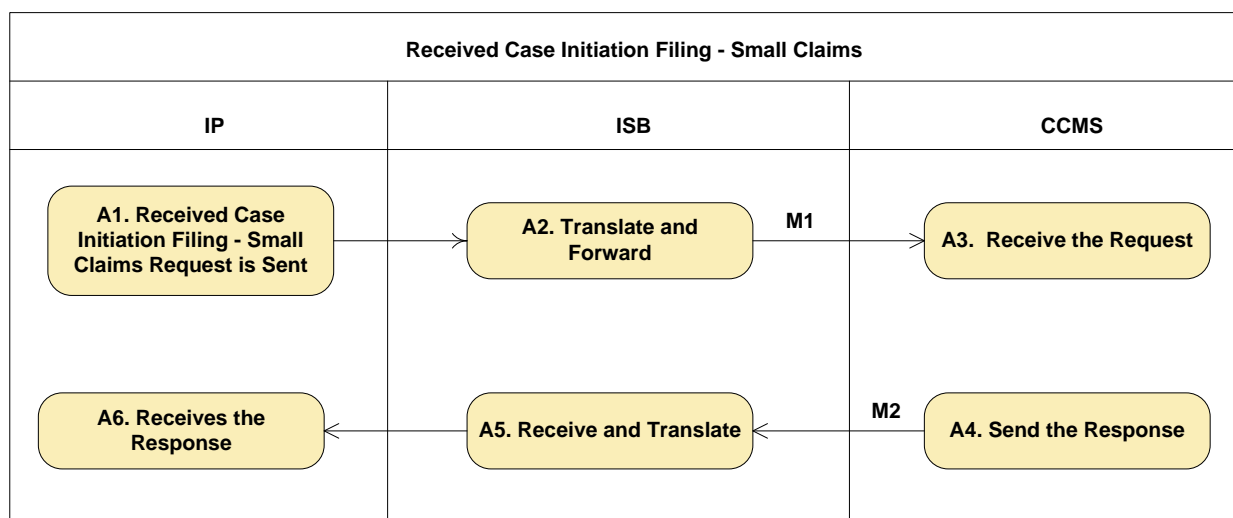 Received Case Initiation Filing - Small Claims
IP
ISB
CCMS
A1. Received Case
Initiation Filing - Small
Claims Request is Sent
A2. Translate and
Forward
M1
A3.  Receive the Request
A6. Receives the
Response
A5. Receive and Translate
M2
A4. Send the Response